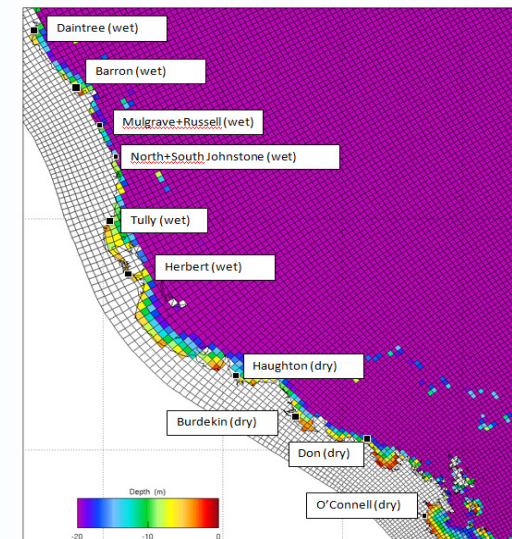 Daintree (wet)
Barron (wet)
Mulgrave+Russell (wet)
North+South Johnstone (wet)
Tully (wet)
Herbert (wet)
Haughton (dry)
Burdekin (dry)
Don (dry)
O'Connell (dry)
Depth (m)
-20 -10 0